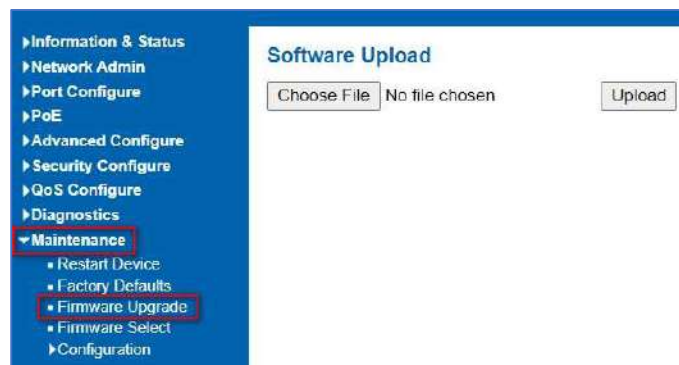 Information & Status
Network Admin
Port Configure
PoE
Advanced Configure
Security Configure
QoS Configure
Diagnostics
Maintenance
Restart Device
Factory Defaults
Firmware Upgrade
Firmware Select
Configuration
Software Upload
Choose File No file chosen Upload